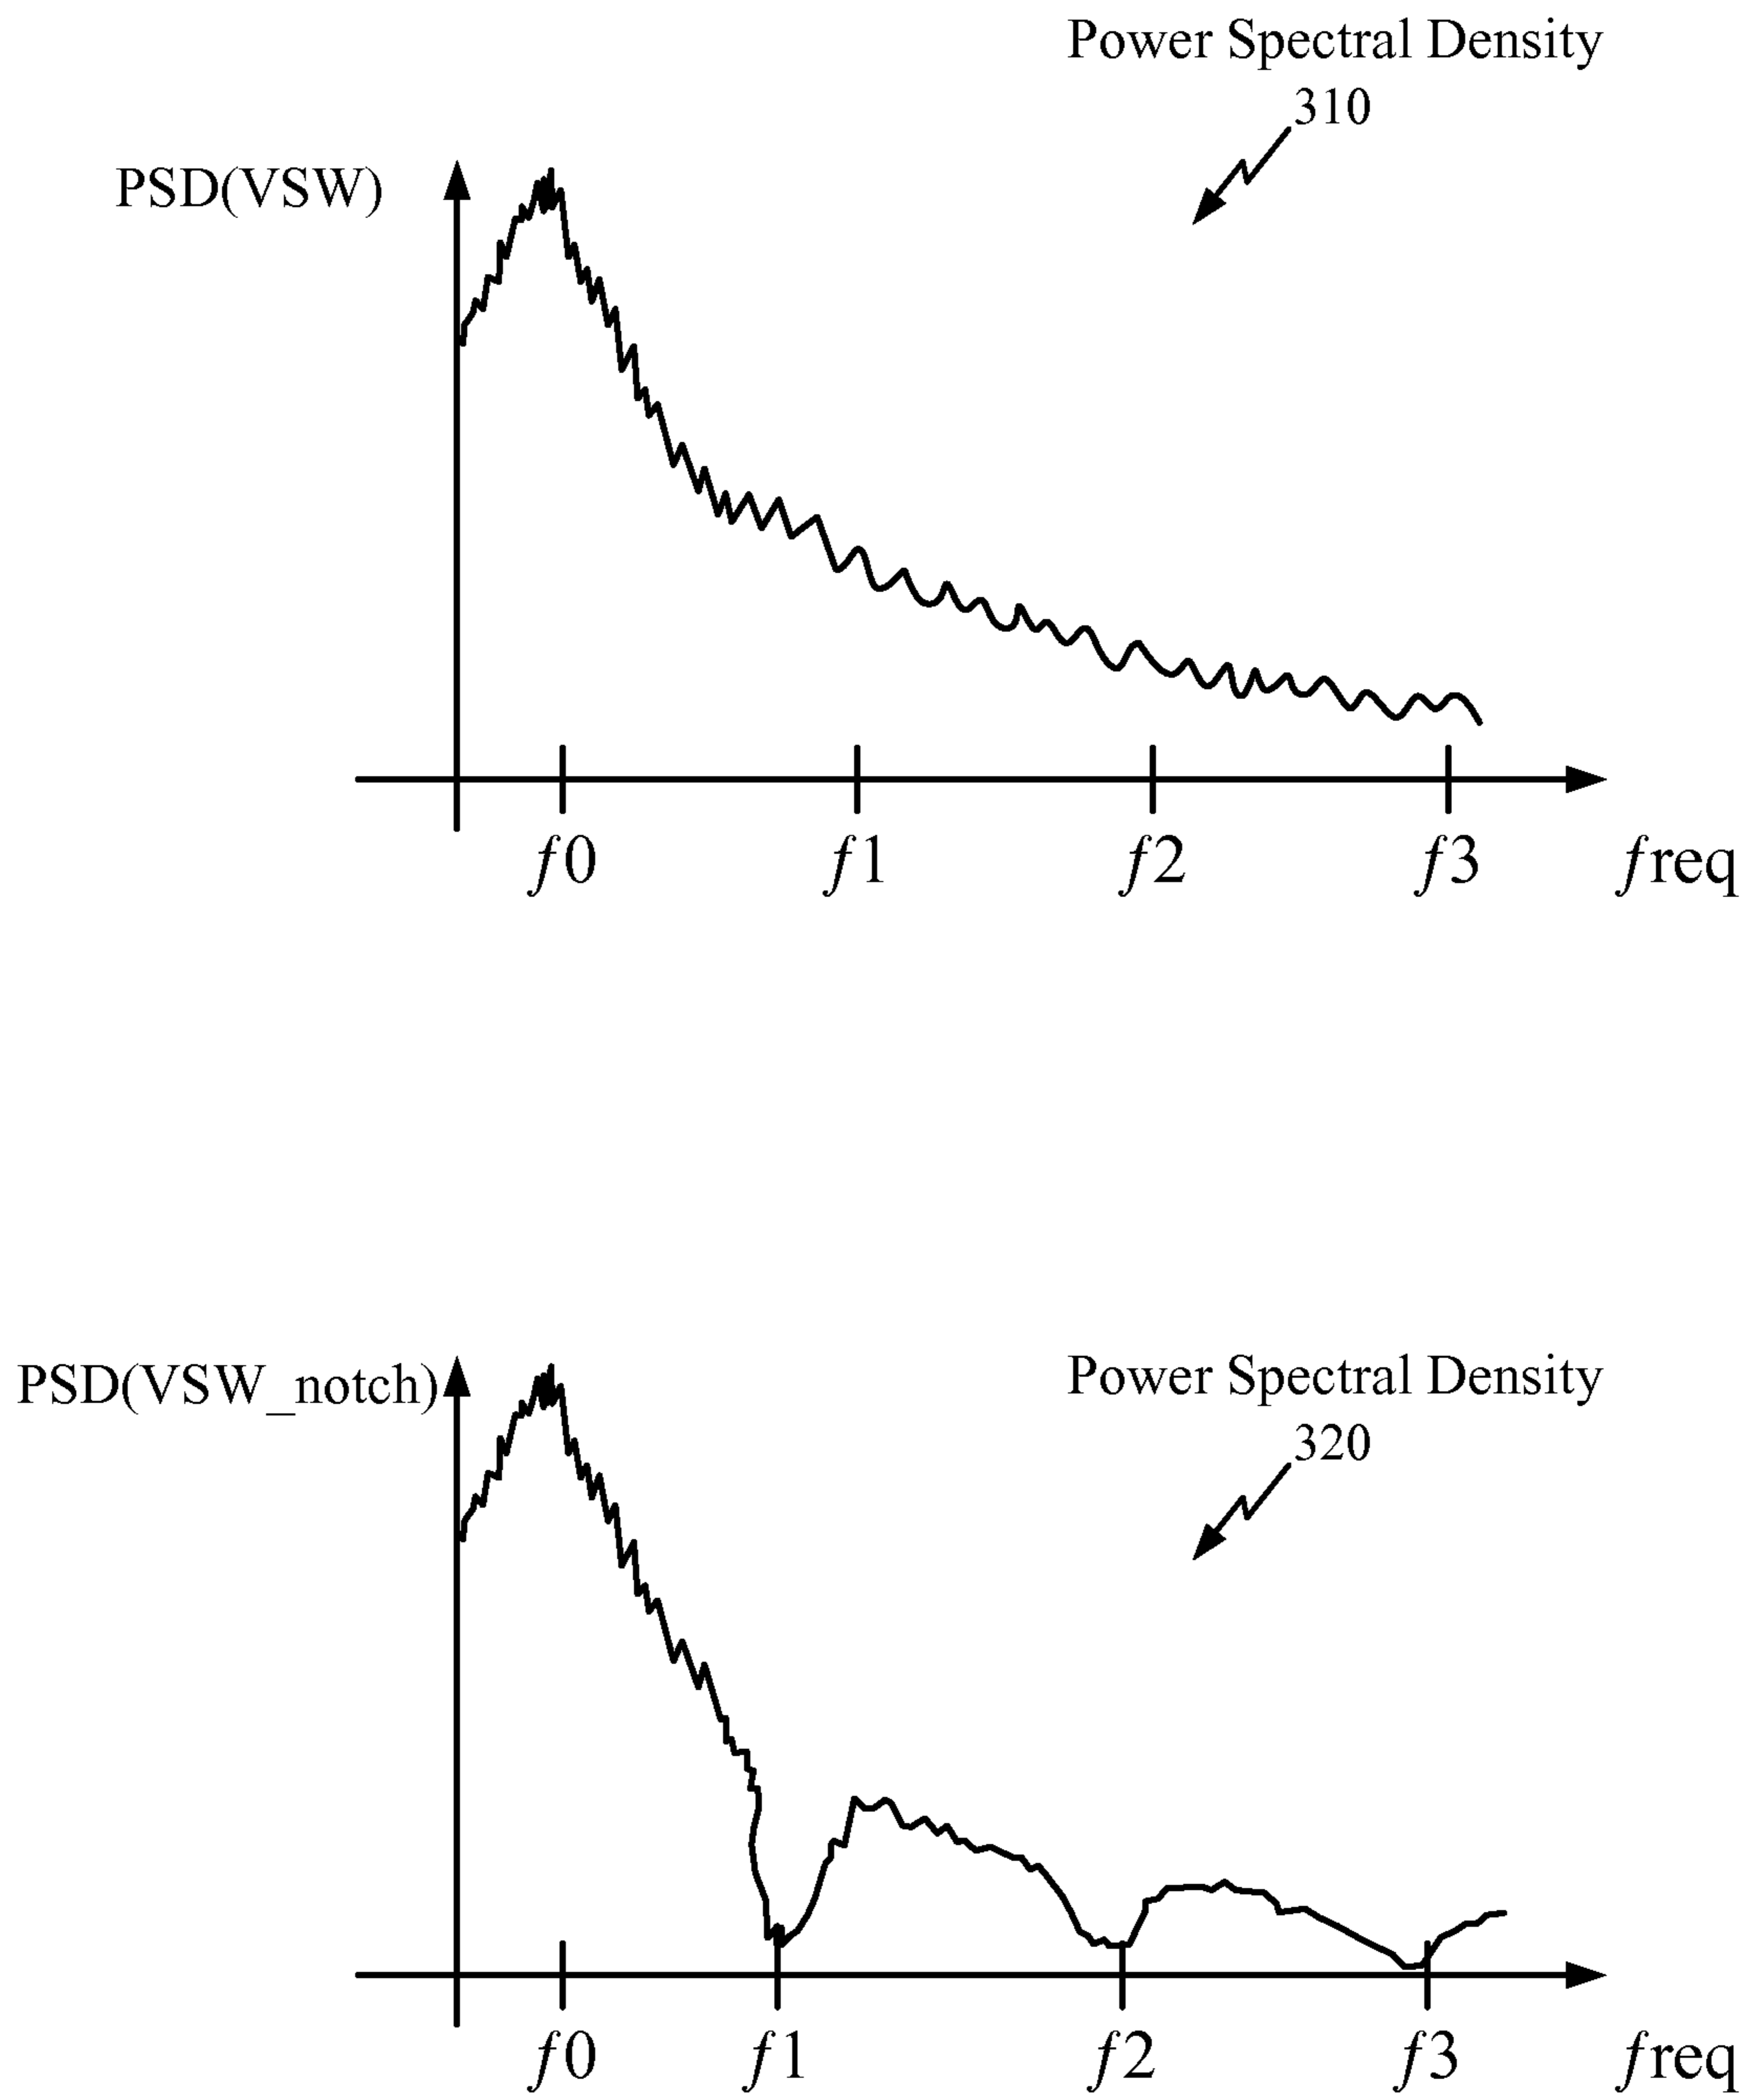 Power Spectral Density
310
PSD(VSW)
f0 f1 f2 f3 freq
PSD(VSW_notch)
Power Spectral Density
320
f0 f1 f2 f3 freq